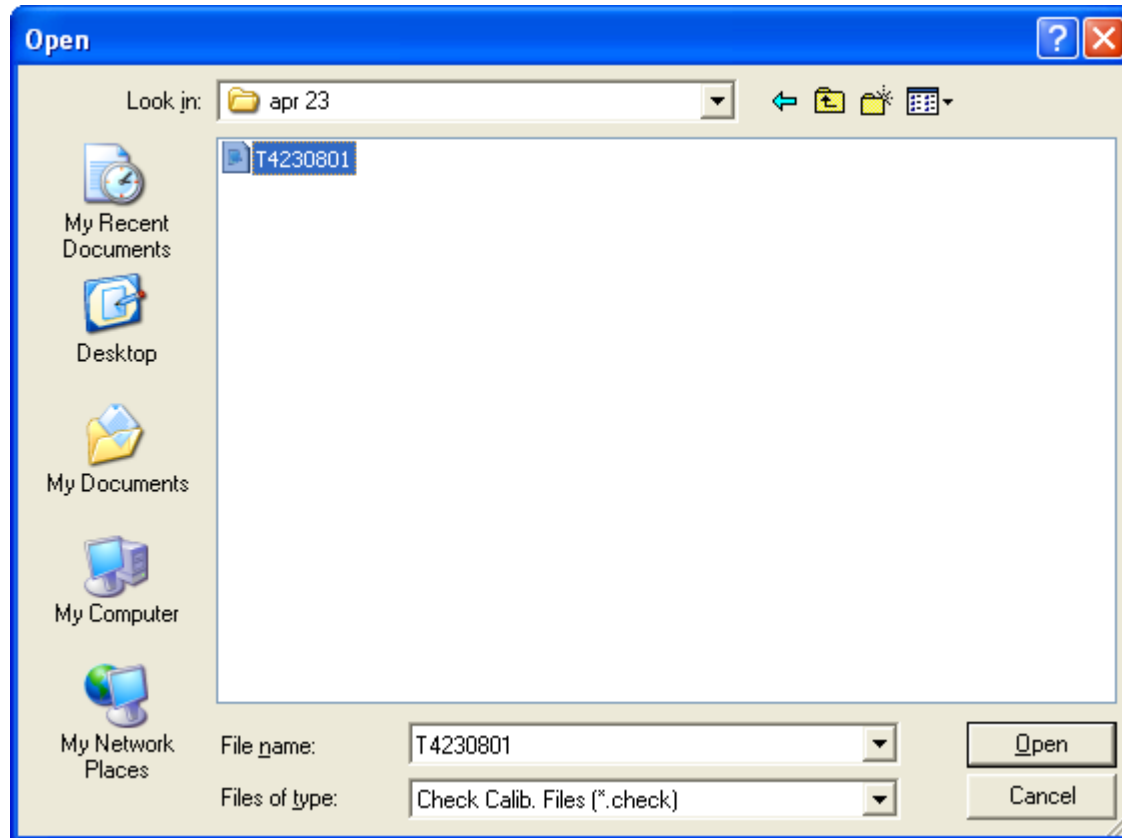 Open
Look in:
apr 23
T4230801
My Recent
Documents
Desktop
My Documents
My Computer
My Network
Places
File name:
T4230801
Open
Files of type:
Check Calib. Files (*.check)
Cancel